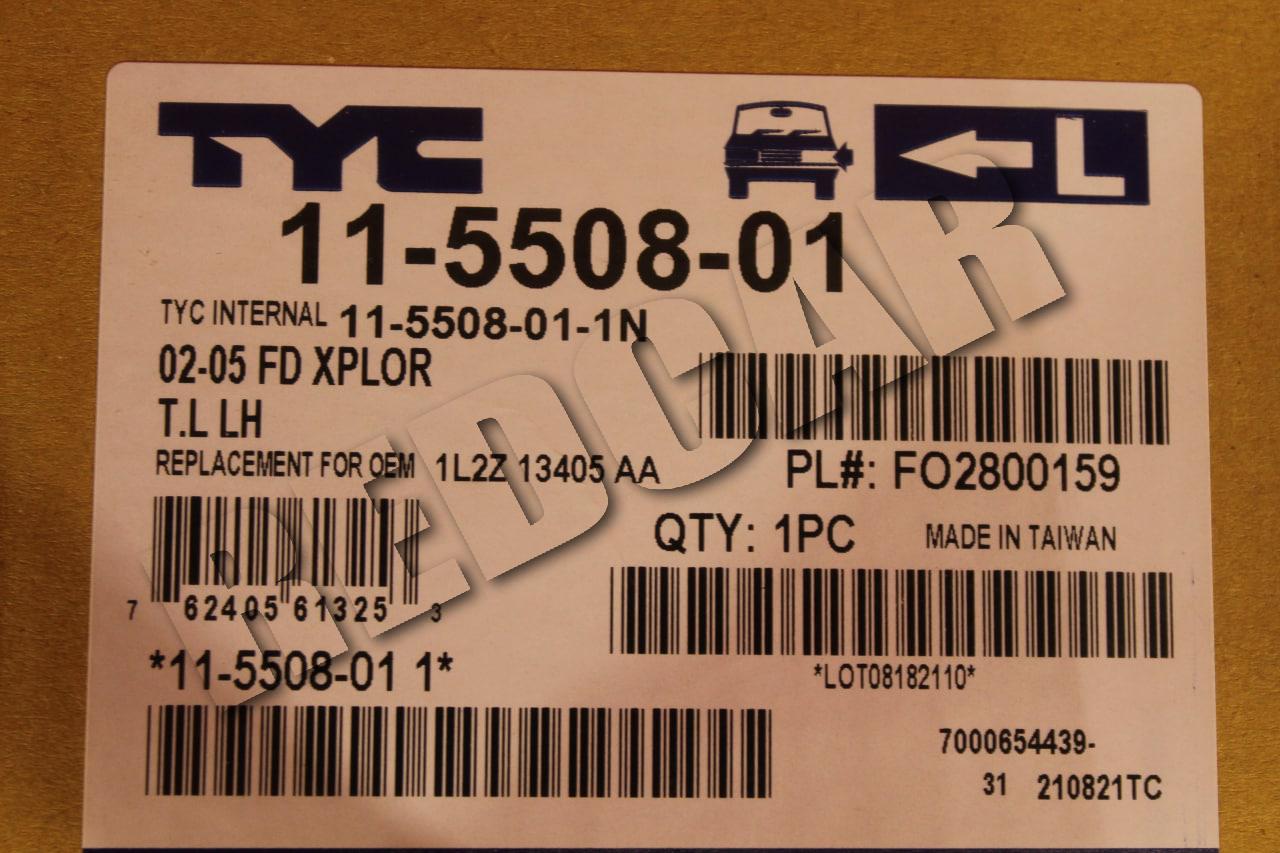 TYC
L
11-5508-01
TYC INTERNAL 11-5508-01-1N
02-05 FD XPLOR
T.L LH
REPLACEMENT FOR OEM 1L2Z 13405 AA
PL#: FO2800159
QTY: 1PC MADE IN TAIWAN
7 62405 61325 3
*11-5508-01 1*
*LOT08182110*
7000654439-
31 210821TC
REDCAR